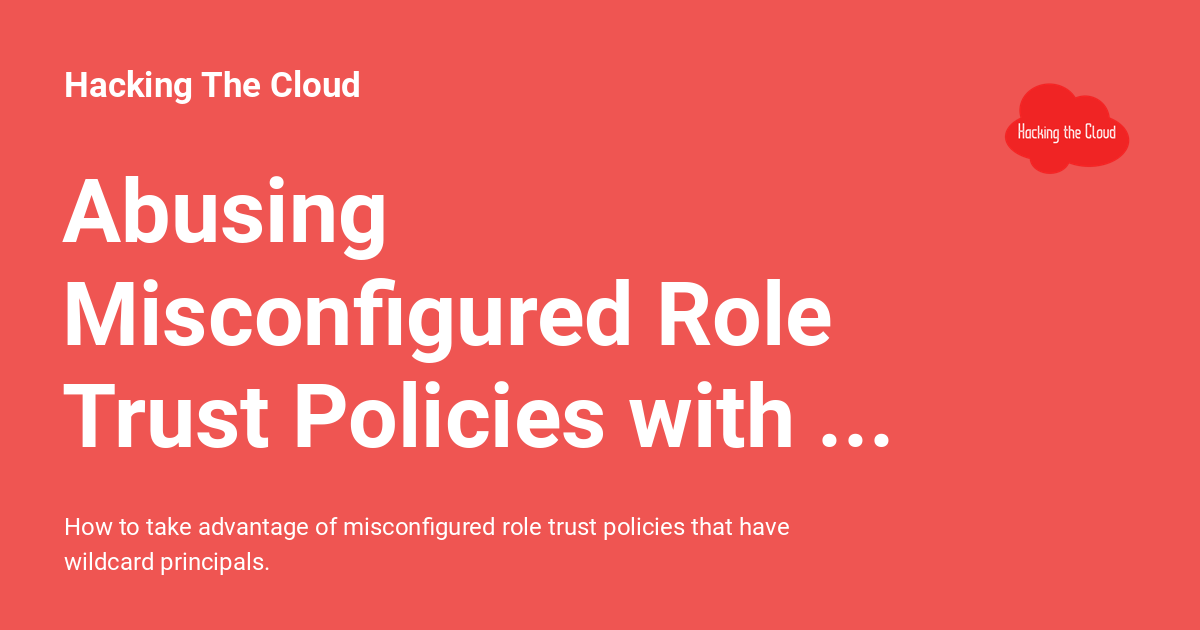 Hacking The Cloud
Hacking the Cloud
Abusing
Misconfigured Role
Trust Policies with ...
How to take advantage of misconfigured role trust policies that have
wildcard principals.